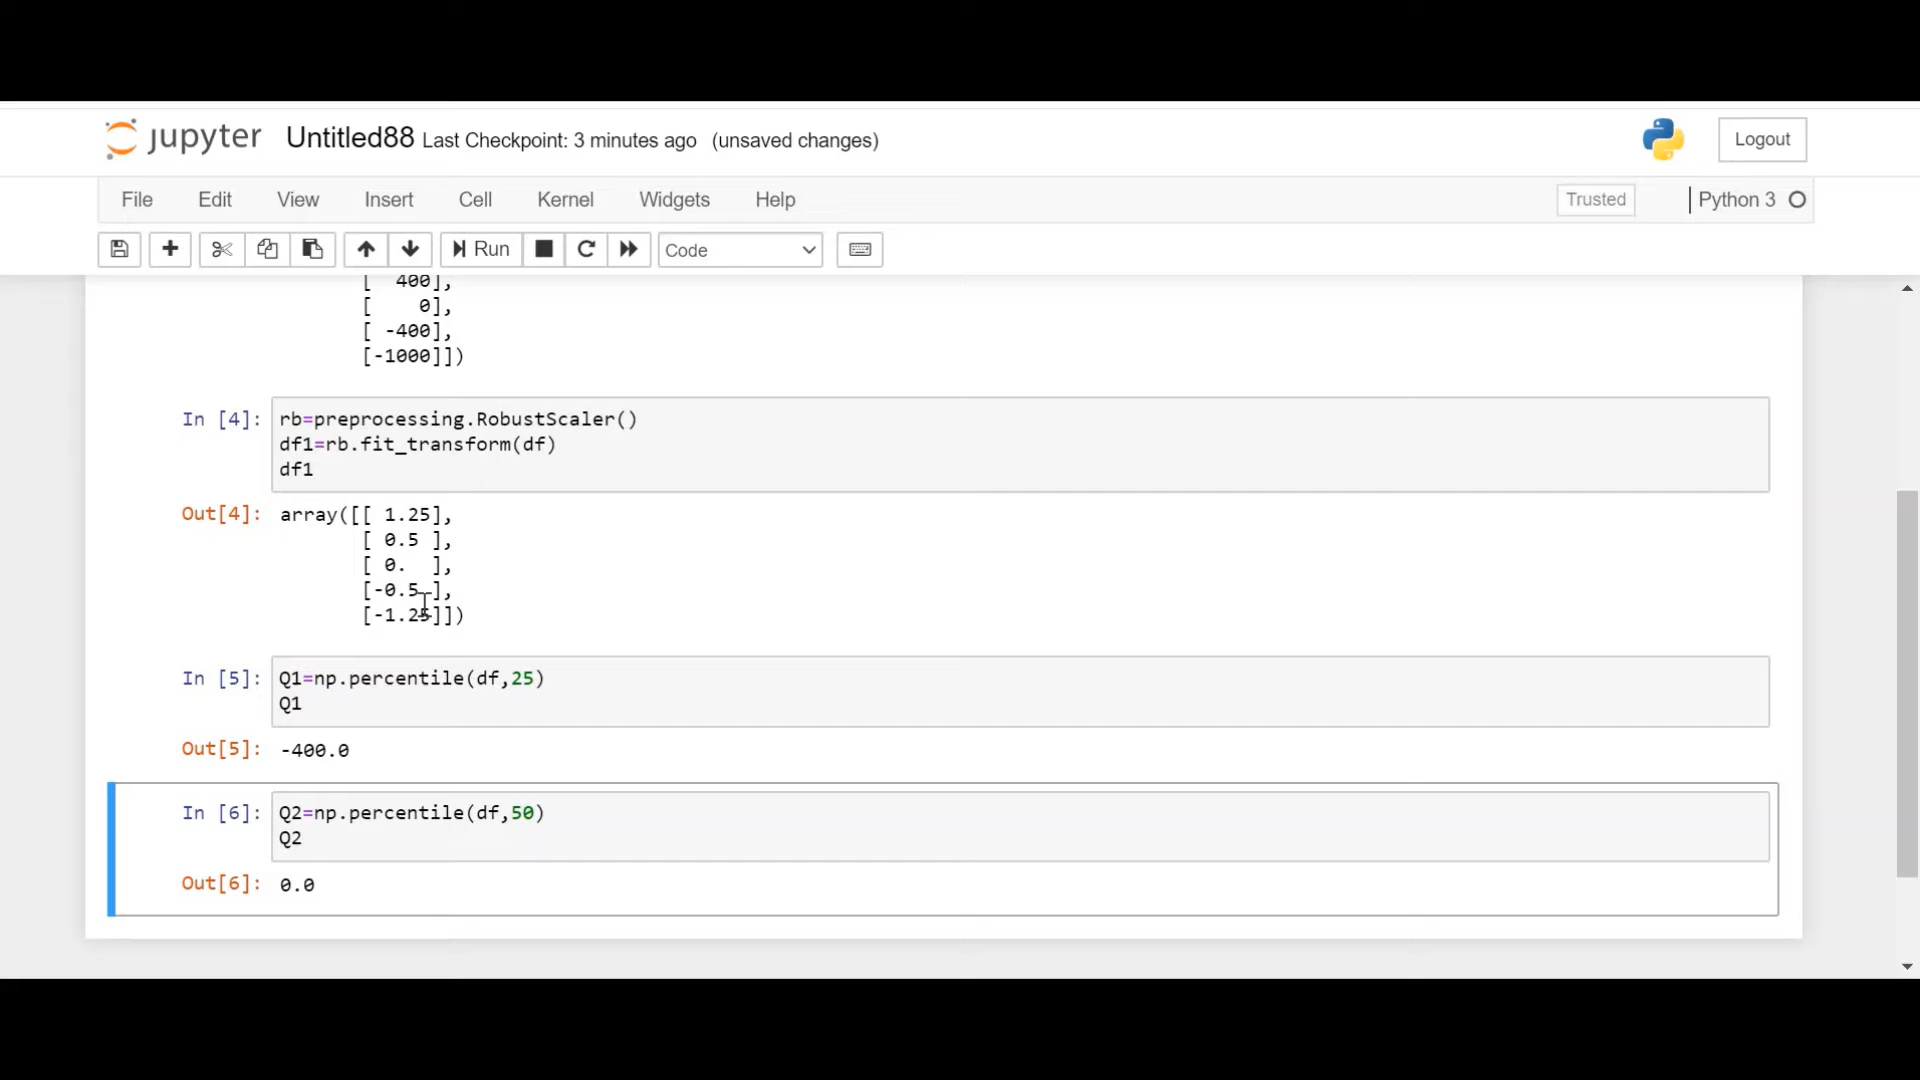 jupyter Untitled88 Last Checkpoint: 3 minutes ago (unsaved changes) Logout
File Edit View Insert Cell Kernel Widgets Help Trusted Python 3
Run Code
[  400],
[    0],
[ -400],
[-1000]])
In [4]: rb=preprocessing.RobustScaler()
df1=rb.fit_transform(df)
df1
Out[4]: array([[ 1.25],
[ 0.5 ],
[ 0.  ],
[-0.5 ],
[-1.25]])
In [5]: Q1=np.percentile(df,25)
Q1
Out[5]: -400.0
In [6]: Q2=np.percentile(df,50)
Q2
Out[6]: 0.0